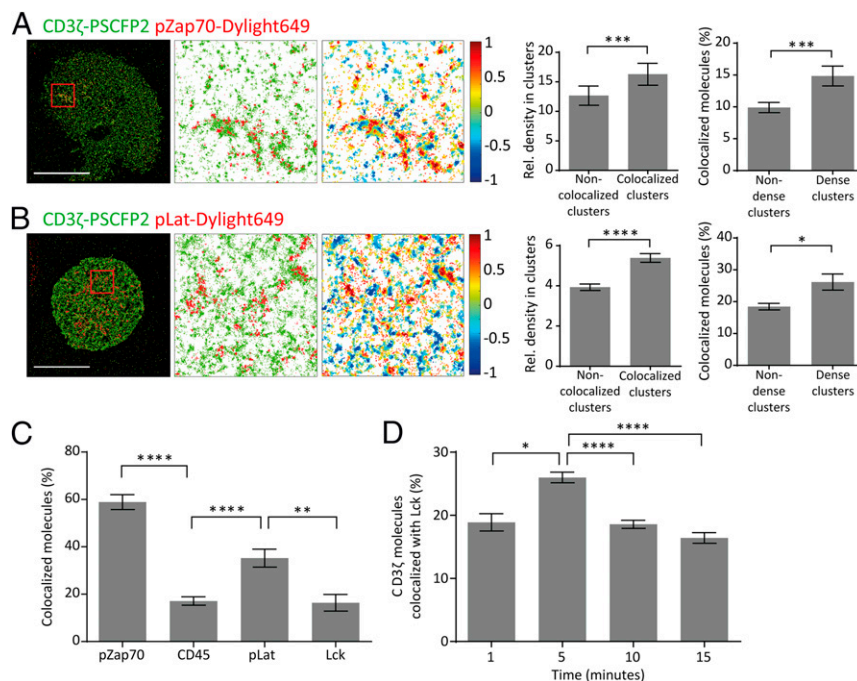 A CD3ζ-PSCFP2 pZap70-Dylight649
1
0.5
0
-0.5
-1
Rel. density in clusters
20
15
10
5
0
***
Non-
colocalized
clusters
Colocalized
clusters
Colocalized molecules (%)
20
15
10
5
0
***
Non-
dense
clusters
Dense
clusters
B CD3ζ-PSCFP2 pLat-Dylight649
1
0.5
0
-0.5
-1
Rel. density in clusters
6
4
2
0
****
Non-
colocalized
clusters
Colocalized
clusters
Colocalized molecules (%)
40
30
20
10
0
*
Non-
dense
clusters
Dense
clusters
C
Colocalized molecules (%)
80
60
40
20
0
****
****
**
pZap70
CD45
pLat
Lck
D
CD3ζ molecules
colocalized with Lck (%)
30
20
10
0
*
****
****
1
5
10
15
Time (minutes)